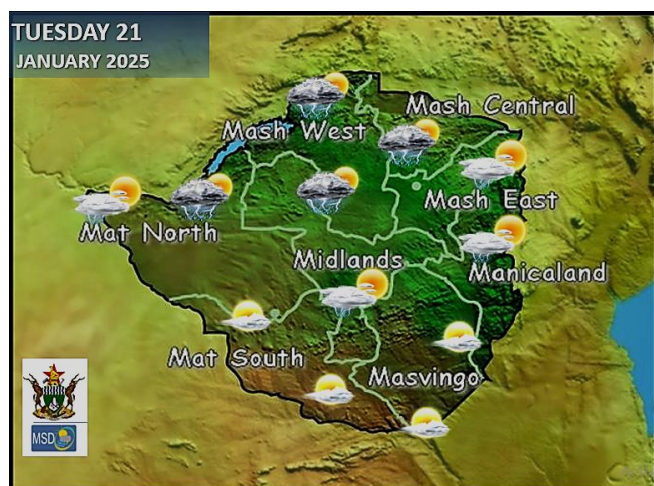 TUESDAY 21
JANUARY 2025
Mash Central
Mash West
Mash East
Mat North
Midlands
Manicaland
Mat South
Masvingo
MSD